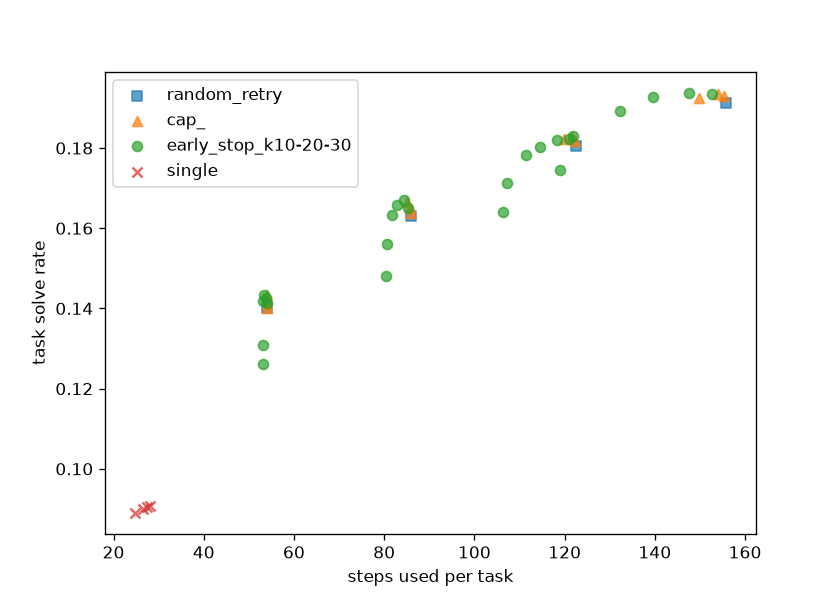 random_retry
cap_
early_stop_k10-20-30
single
task solve rate
0.18
0.16
0.14
0.12
0.10
20 40 60 80 100 120 140 160
steps used per task